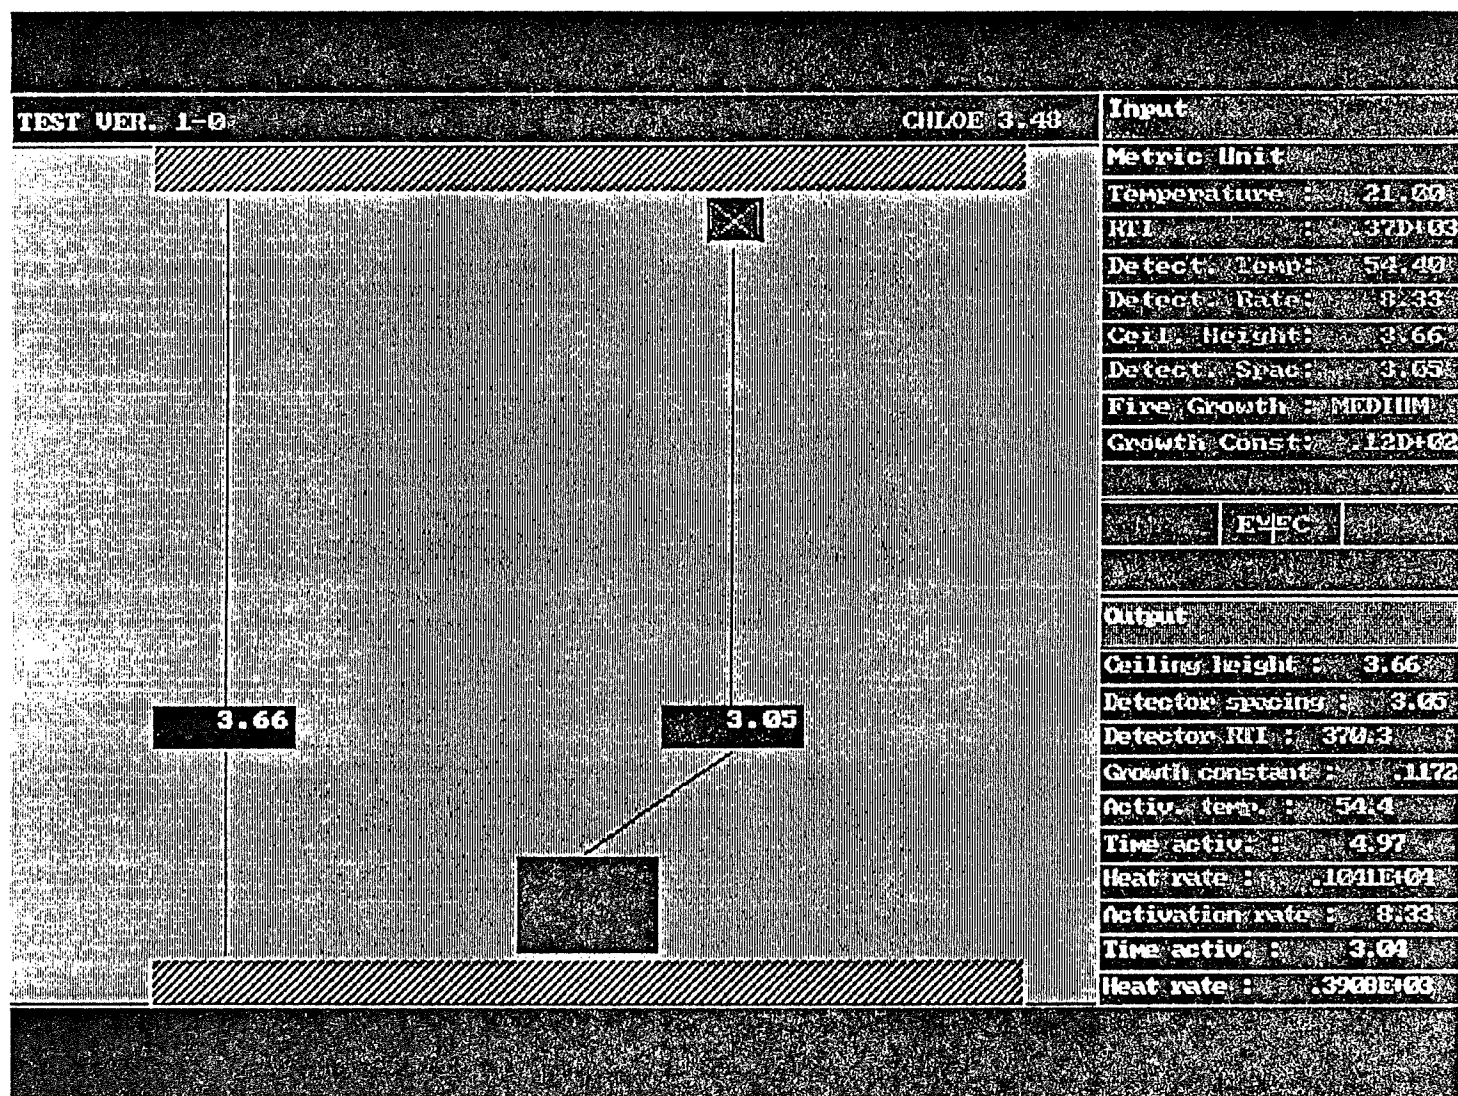 TEST VER. 1-0
CHLOE 3.48
3.66
3.05
Input
Metric Unit
Temperature : 21.00
RTI : .37D+03
Detect. Temp: 54.40
Detect. Rate: 8.33
Ceil. Height: 3.66
Detect. Spac: 3.05
Fire Growth : MEDIUM
Growth Const: .12D+02
EXEC
Output
Ceiling height : 3.66
Detector spacing : 3.05
Detector RTI : 370.3
Growth constant : .1172
Activ. temp. : 54.4
Time activ. : 4.97
Heat rate : .1041E+04
Activation rate : 8.33
Time activ. : 3.04
Heat rate : .3908E+03